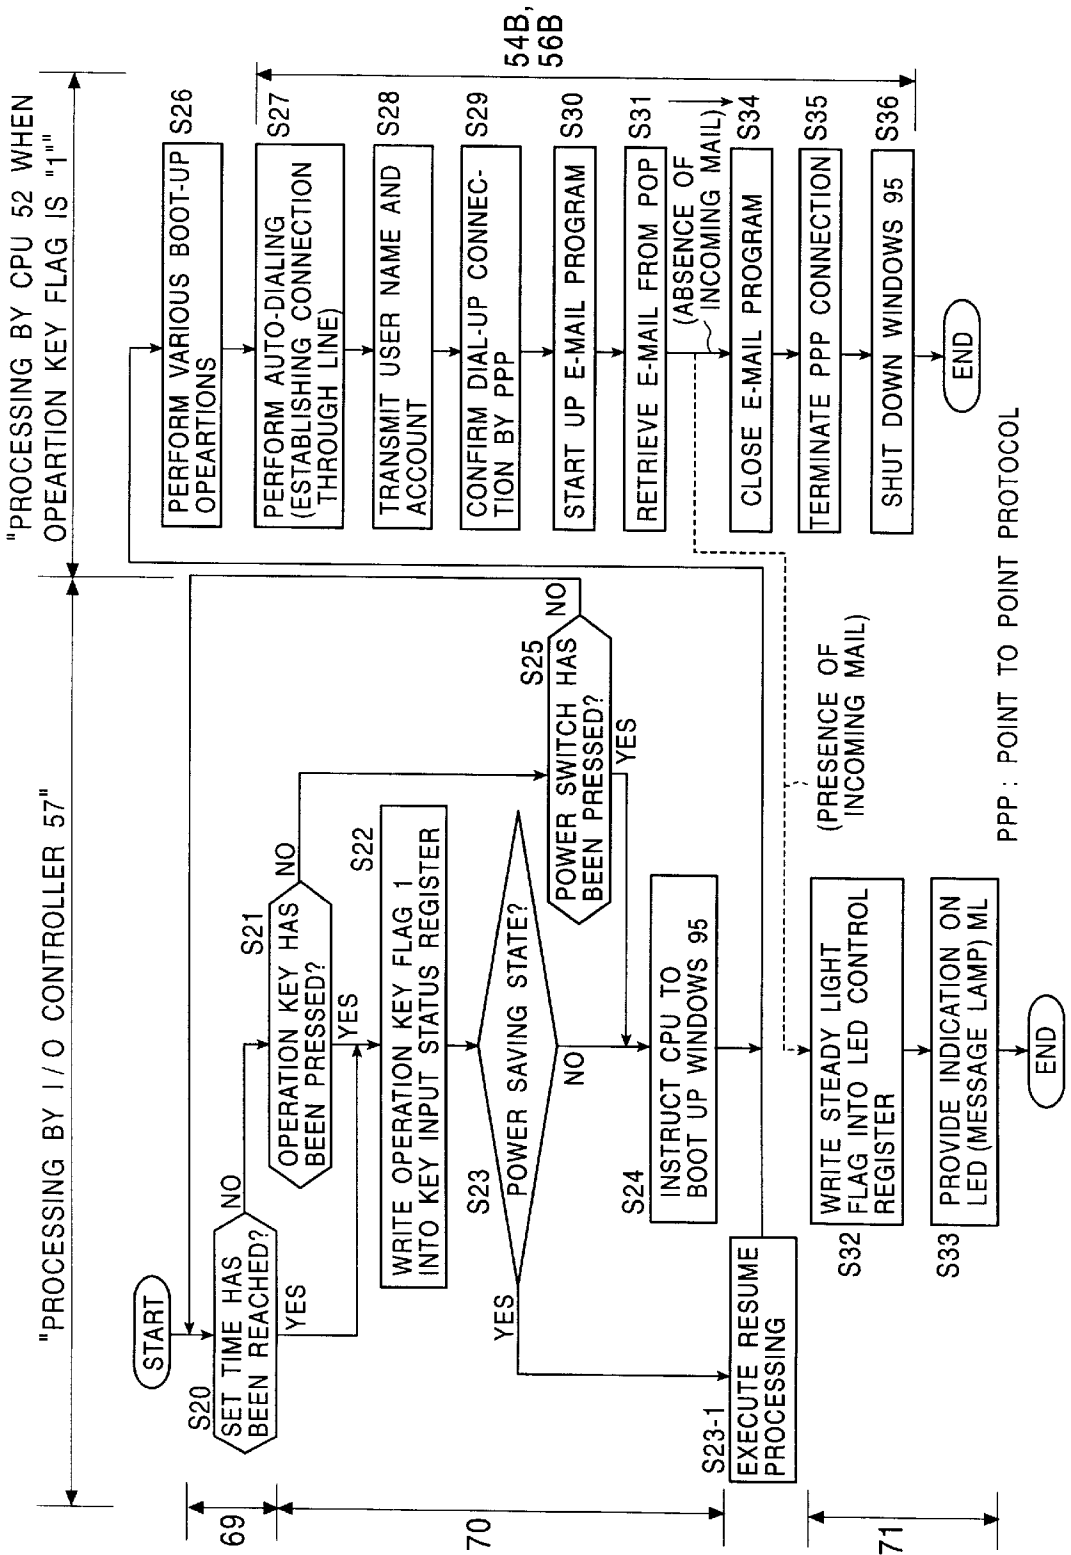 "PROCESSING BY I/O CONTROLLER 57"
"PROCESSING BY CPU 52 WHEN
OPEARTION KEY FLAG IS "1""
69
70
71
START
S20
SET TIME HAS
BEEN REACHED?
NO
YES
S21
OPERATION KEY HAS
BEEN PRESSED?
NO
YES
S22
WRITE OPERATION KEY FLAG 1
INTO KEY INPUT STATUS REGISTER
S23
POWER SAVING STATE?
YES
NO
S25
POWER SWITCH HAS
BEEN PRESSED?
NO
YES
S24
INSTRUCT CPU TO
BOOT UP WINDOWS 95
S23-1
EXECUTE RESUME
PROCESSING
S32
WRITE STEADY LIGHT
FLAG INTO LED CONTROL
REGISTER
S33
PROVIDE INDICATION ON
LED (MESSAGE LAMP) ML
END
(PRESENCE OF
INCOMING MAIL)
S26
PERFORM VARIOUS BOOT-UP
OPEARTIONS
S27
PERFORM AUTO-DIALING
(ESTABLISHING CONNECTION
THROUGH LINE)
S28
TRANSMIT USER NAME AND
ACCOUNT
S29
CONFIRM DIAL-UP CONNEC-
TION BY PPP
S30
START UP E-MAIL PROGRAM
S31
RETRIEVE E-MAIL FROM POP
(ABSENCE OF
INCOMING MAIL)
S34
CLOSE E-MAIL PROGRAM
S35
TERMINATE PPP CONNECTION
S36
SHUT DOWN WINDOWS 95
END
54B,
56B
PPP : POINT TO POINT PROTOCOL